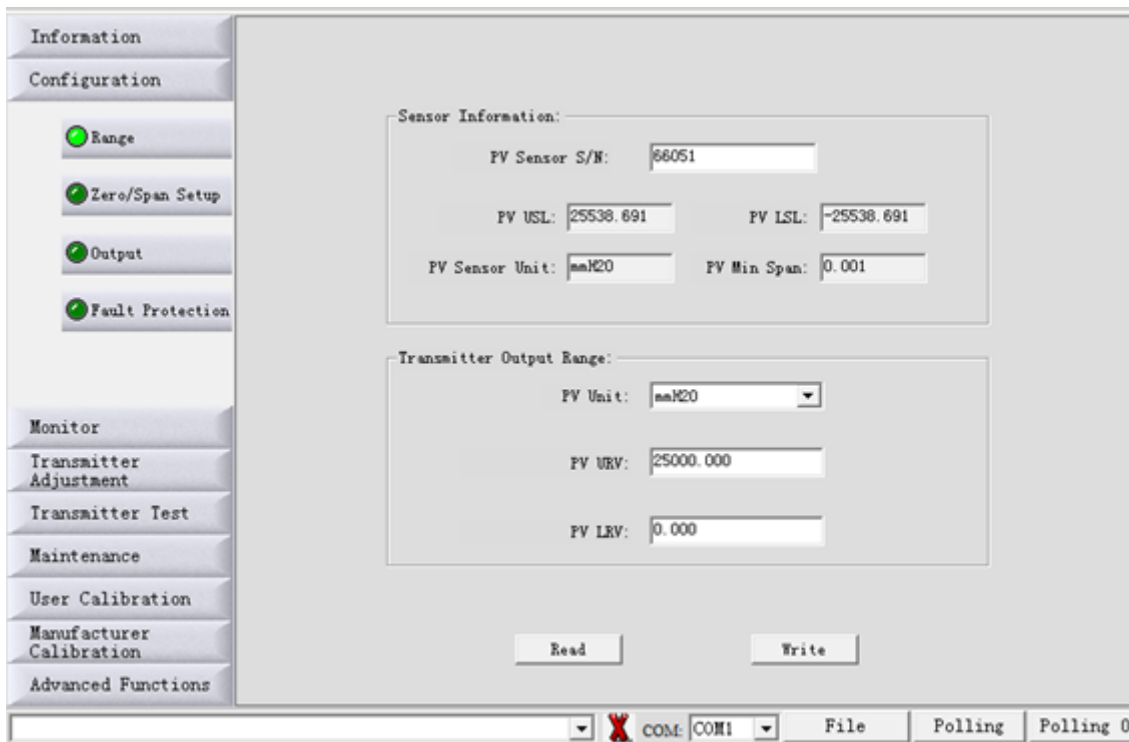 Information
Configuration
Range
Zero/Span Setup
Output
Fault Protection
Monitor
Transmitter
Adjustment
Transmitter Test
Maintenance
User Calibration
Manufacturer
Calibration
Advanced Functions
Sensor Information:
PV Sensor S/N: 66051
PV USL: 25538.691 PV LSL: -25538.691
PV Sensor Unit: mmH2O PV Min Span: 0.001
Transmitter Output Range:
PV Unit: mmH2O
PV URV: 25000.000
PV LRV: 0.000
Read Write
COM: COM1 File Polling Polling 0